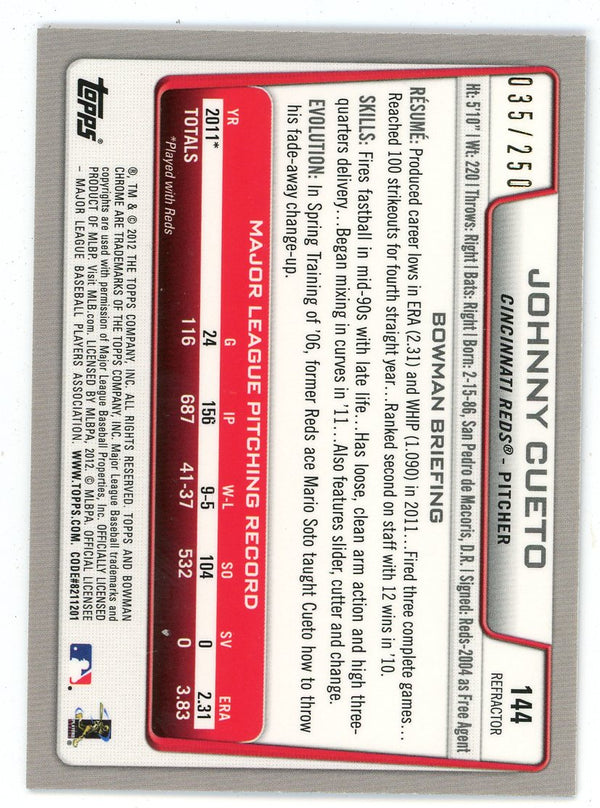 035/250
JOHNNY CUETO
CINCINNATI REDS® - PITCHER
144
REFRACTOR
Ht: 5'10" | Wt: 220 | Throws: Right | Bats: Right | Born: 2-15-86, San Pedro de Macoris, D.R. | Signed: Reds-2004 as Free Agent
BOWMAN BRIEFING
RÉSUMÉ: Produced career lows in ERA (2.31) and WHIP (1.090) in 2011...Fired three complete games...
Reached 100 strikeouts for fourth straight year...Ranked second on staff with 12 wins in '10.
SKILLS: Fires fastball in mid-90s with late life...Has loose, clean arm action and high three-
quarters delivery...Began mixing in curves in '11...Also features slider, cutter and change.
EVOLUTION: In Spring Training of '06, former Reds ace Mario Soto taught Cueto how to throw
his fade-away change-up.
MAJOR LEAGUE PITCHING RECORD
YR G IP W-L SO SV ERA
2011* 24 156 9-5 104 0 2.31
TOTALS 116 687 41-37 532 0 3.83
*Played with Reds
topps®
®, TM & © 2012 THE TOPPS COMPANY, INC. ALL RIGHTS RESERVED. TOPPS AND BOWMAN
CHROME ARE TRADEMARKS OF THE TOPPS COMPANY, INC. Major League Baseball trademarks and
copyrights are used with permission of Major League Baseball Properties, Inc. OFFICIALLY LICENSED
PRODUCT OF MLBP. Visit MLB.com. LICENSED BY MLBPA, 2012. © MLBPA. OFFICIAL LICENSEE
– MAJOR LEAGUE BASEBALL PLAYERS ASSOCIATION. WWW.TOPPS.COM. CODE#8211201